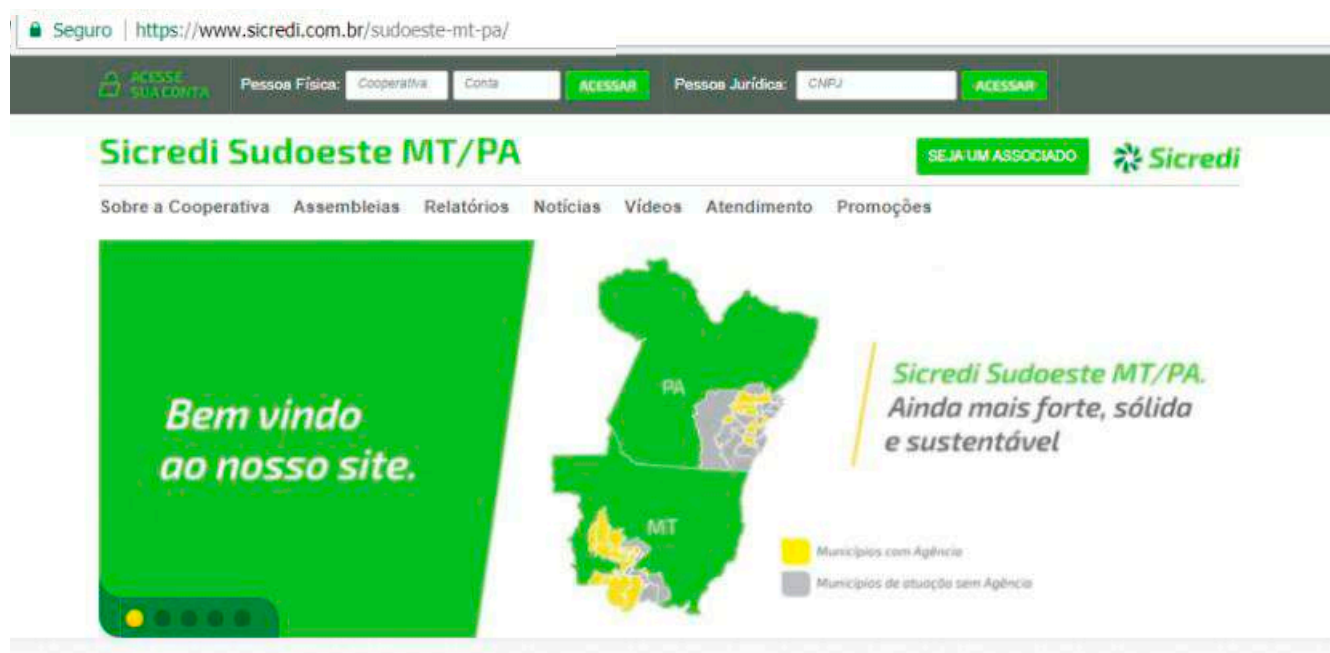 Seguro | https://www.sicredi.com.br/sudoeste-mt-pa/
ACESSE
SUA CONTA
Pessoa Física: Cooperativa Conta ACESSAR Pessoa Jurídica: CNPJ ACESSAR
Sicredi Sudoeste MT/PA
SEJA UM ASSOCIADO
Sicredi
Sobre a Cooperativa Assembleias Relatórios Notícias Vídeos Atendimento Promoções
Bem vindo
ao nosso site.
PA
MT
Sicredi Sudoeste MT/PA.
Ainda mais forte, sólida
e sustentável
Municípios com Agência
Municípios de atuação sem Agência